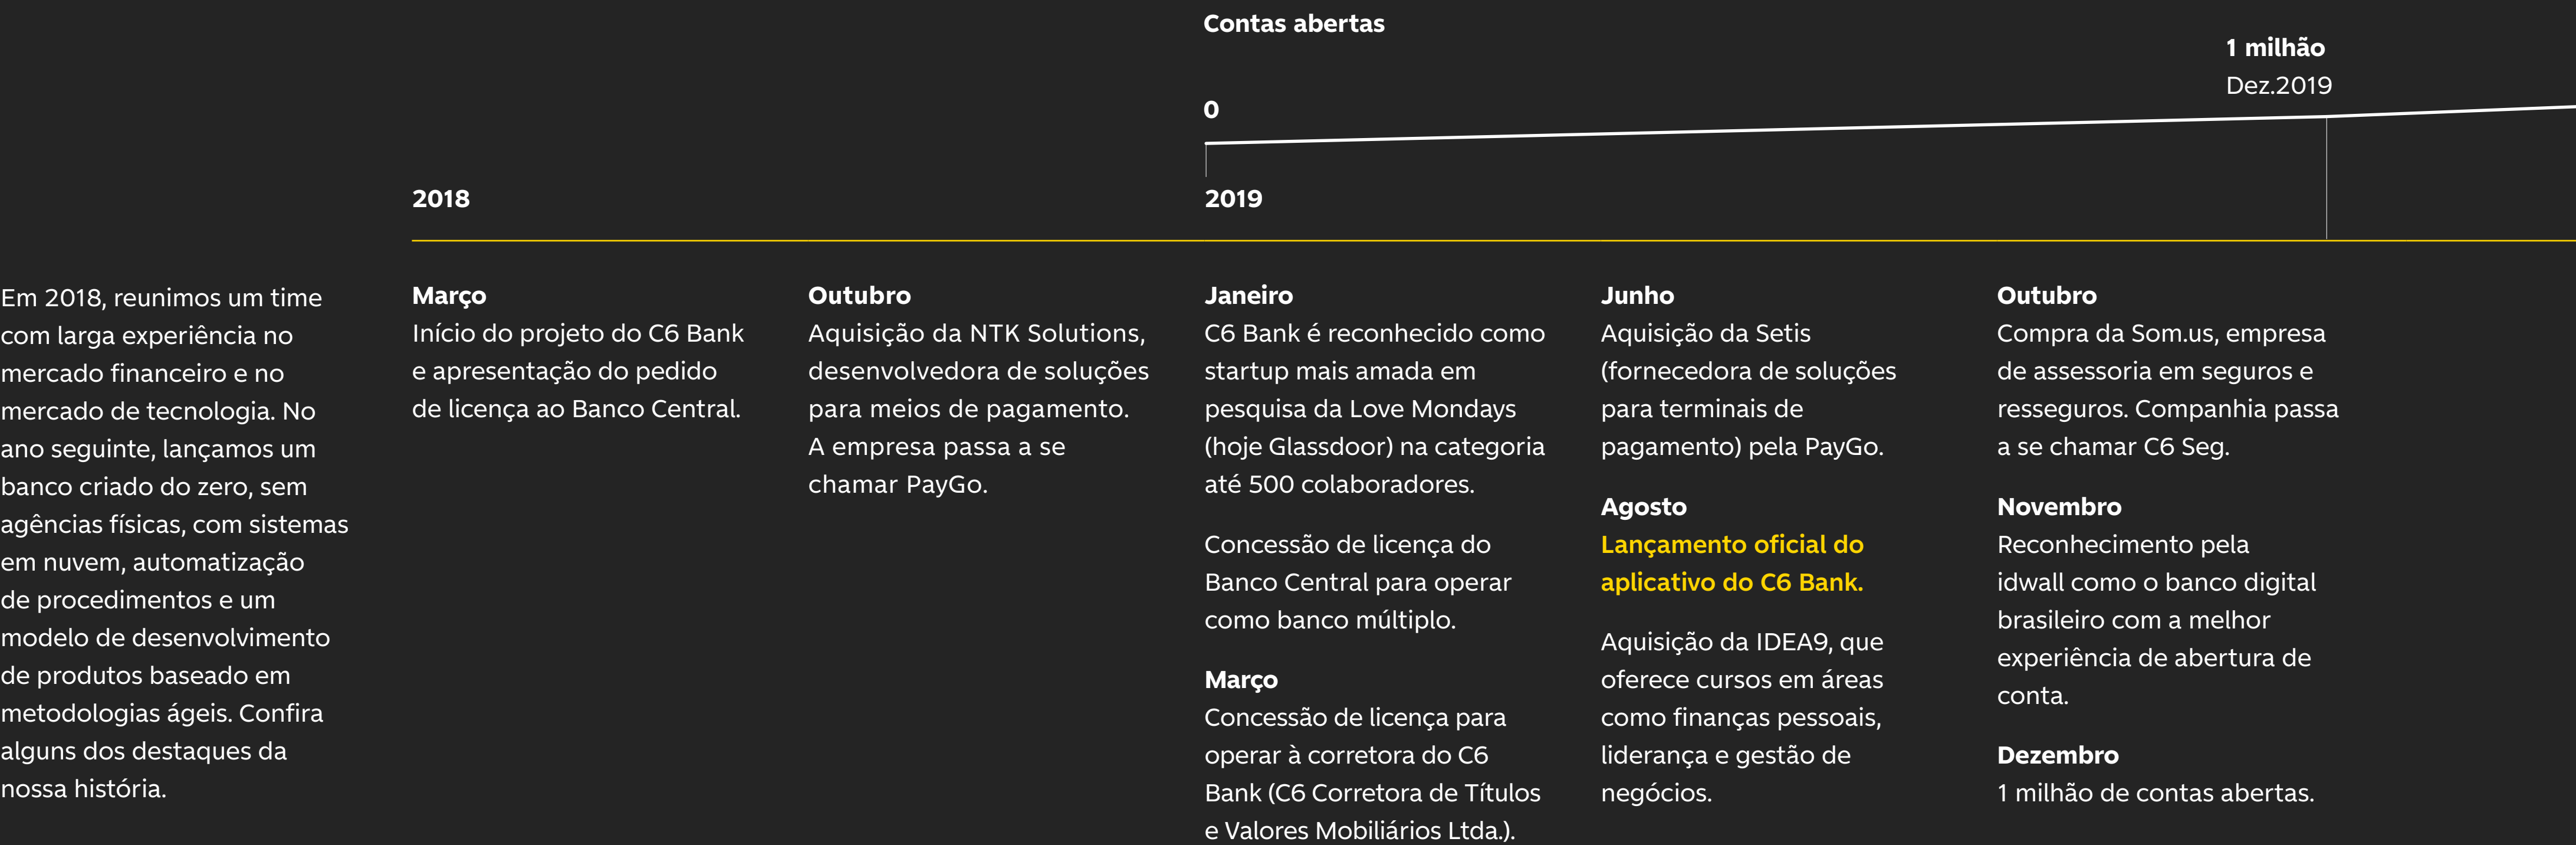 Contas abertas
1 milhão
Dez.2019
0
2018
2019
Em 2018, reunimos um time
com larga experiência no
mercado financeiro e no
mercado de tecnologia. No
ano seguinte, lançamos um
banco criado do zero, sem
agências físicas, com sistemas
em nuvem, automatização
de procedimentos e um
modelo de desenvolvimento
de produtos baseado em
metodologias ágeis. Confira
alguns dos destaques da
nossa história.
Março
Início do projeto do C6 Bank
e apresentação do pedido
de licença ao Banco Central.
Outubro
Aquisição da NTK Solutions,
desenvolvedora de soluções
para meios de pagamento.
A empresa passa a se
chamar PayGo.
Janeiro
C6 Bank é reconhecido como
startup mais amada em
pesquisa da Love Mondays
(hoje Glassdoor) na categoria
até 500 colaboradores.
Concessão de licença do
Banco Central para operar
como banco múltiplo.
Março
Concessão de licença para
operar à corretora do C6
Bank (C6 Corretora de Títulos
e Valores Mobiliários Ltda.).
Junho
Aquisição da Setis
(fornecedora de soluções
para terminais de
pagamento) pela PayGo.
Agosto
Lançamento oficial do
aplicativo do C6 Bank.
Aquisição da IDEA9, que
oferece cursos em áreas
como finanças pessoais,
liderança e gestão de
negócios.
Outubro
Compra da Som.us, empresa
de assessoria em seguros e
resseguros. Companhia passa
a se chamar C6 Seg.
Novembro
Reconhecimento pela
idwall como o banco digital
brasileiro com a melhor
experiência de abertura de
conta.
Dezembro
1 milhão de contas abertas.